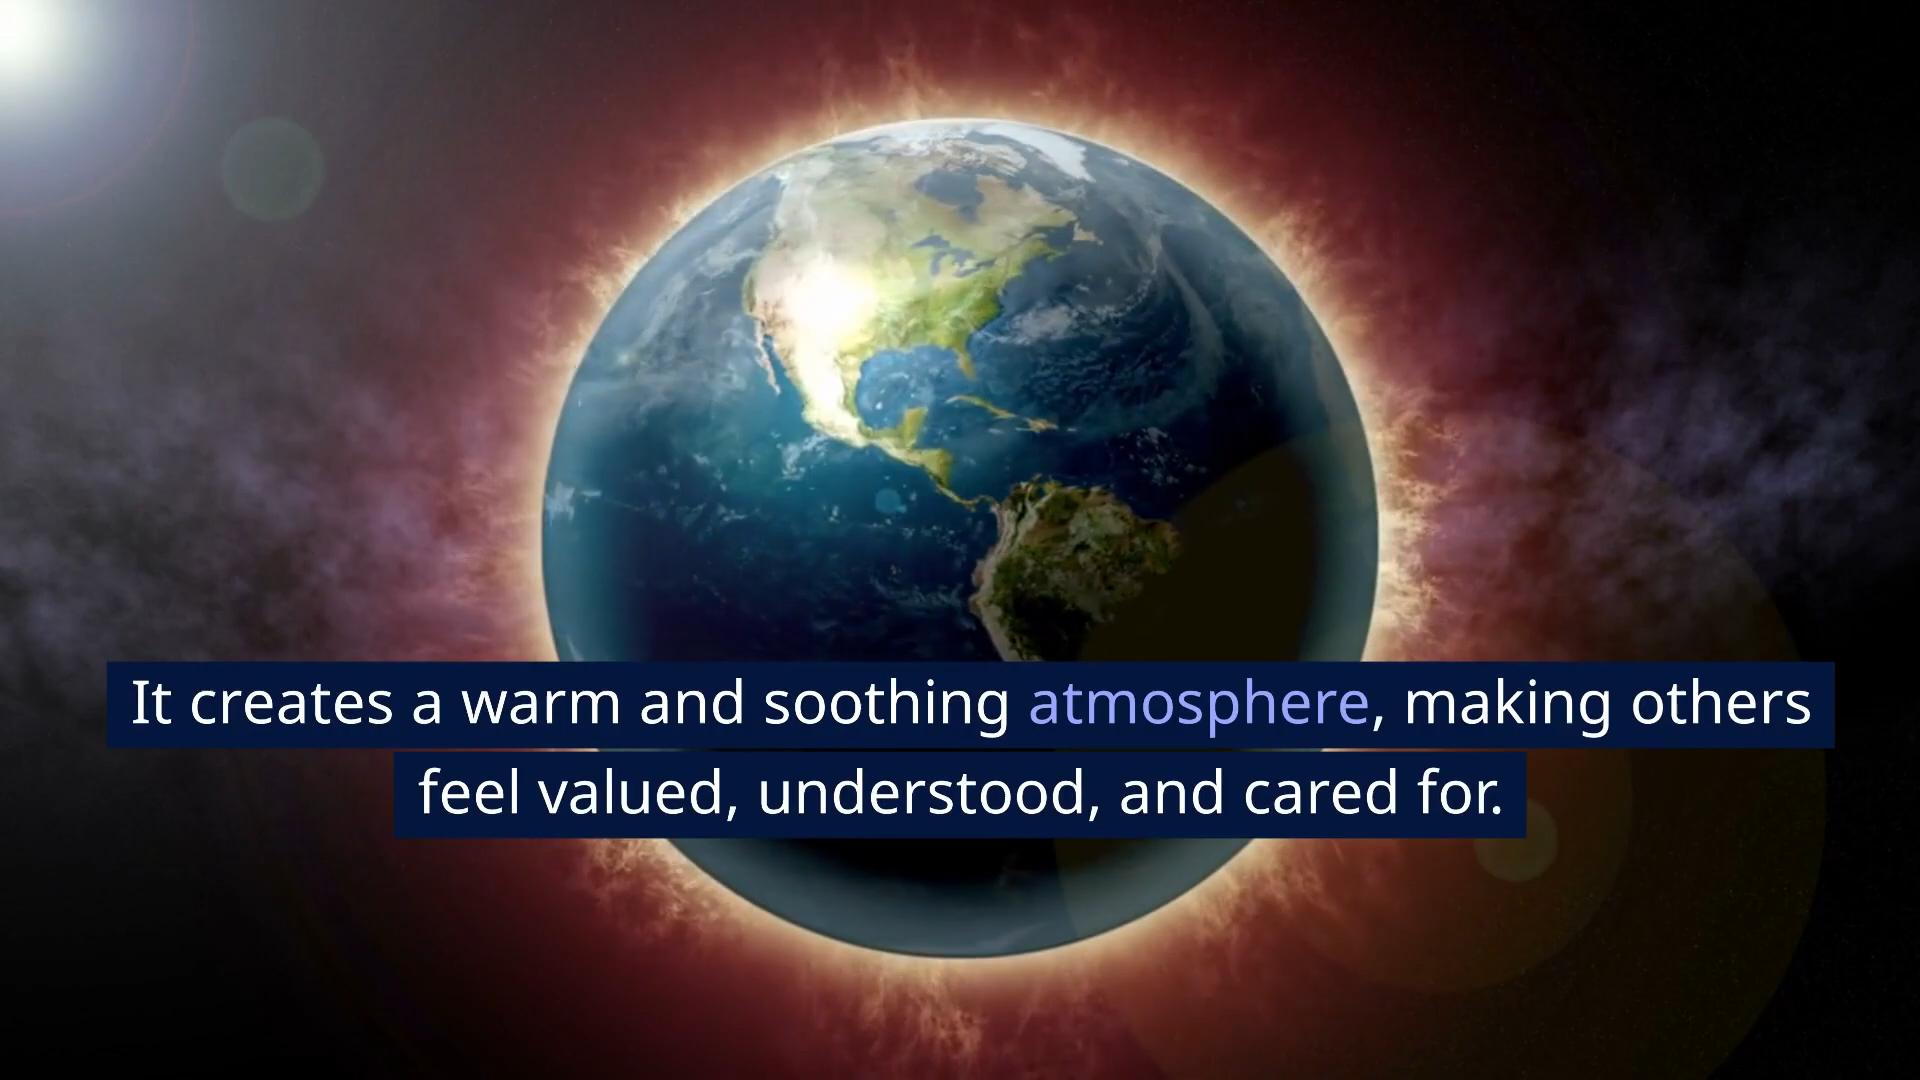 It creates a warm and soothing atmosphere, making others
feel valued, understood, and cared for.